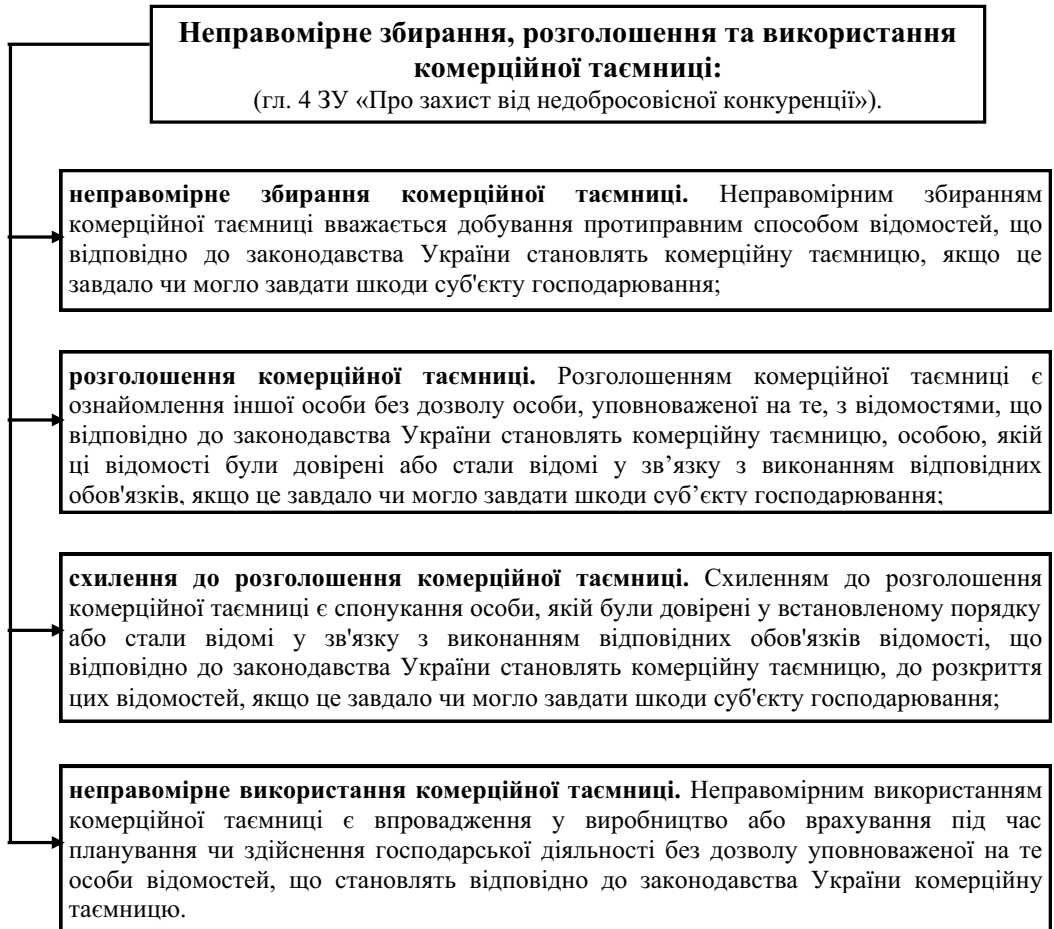 Неправомірне збирання, розголошення та використання
комерційної таємниці:
(гл. 4 ЗУ «Про захист від недобросовісної конкуренції»).
неправомірне збирання комерційної таємниці. Неправомірним збиранням
комерційної таємниці вважається добування протиправним способом відомостей, що
відповідно до законодавства України становлять комерційну таємницю, якщо це
завдало чи могло завдати шкоди суб'єкту господарювання;
розголошення комерційної таємниці. Розголошенням комерційної таємниці є
ознайомлення іншої особи без дозволу особи, уповноваженої на те, з відомостями, що
відповідно до законодавства України становлять комерційну таємницю, особою, якій
ці відомості були довірені або стали відомі у зв’язку з виконанням відповідних
обов'язків, якщо це завдало чи могло завдати шкоди суб’єкту господарювання;
схилення до розголошення комерційної таємниці. Схиленням до розголошення
комерційної таємниці є спонукання особи, якій були довірені у встановленому порядку
або стали відомі у зв'язку з виконанням відповідних обов'язків відомості, що
відповідно до законодавства України становлять комерційну таємницю, до розкриття
цих відомостей, якщо це завдало чи могло завдати шкоди суб'єкту господарювання;
неправомірне використання комерційної таємниці. Неправомірним використанням
комерційної таємниці є впровадження у виробництво або врахування під час
планування чи здійснення господарської діяльності без дозволу уповноваженої на те
особи відомостей, що становлять відповідно до законодавства України комерційну
таємницю.